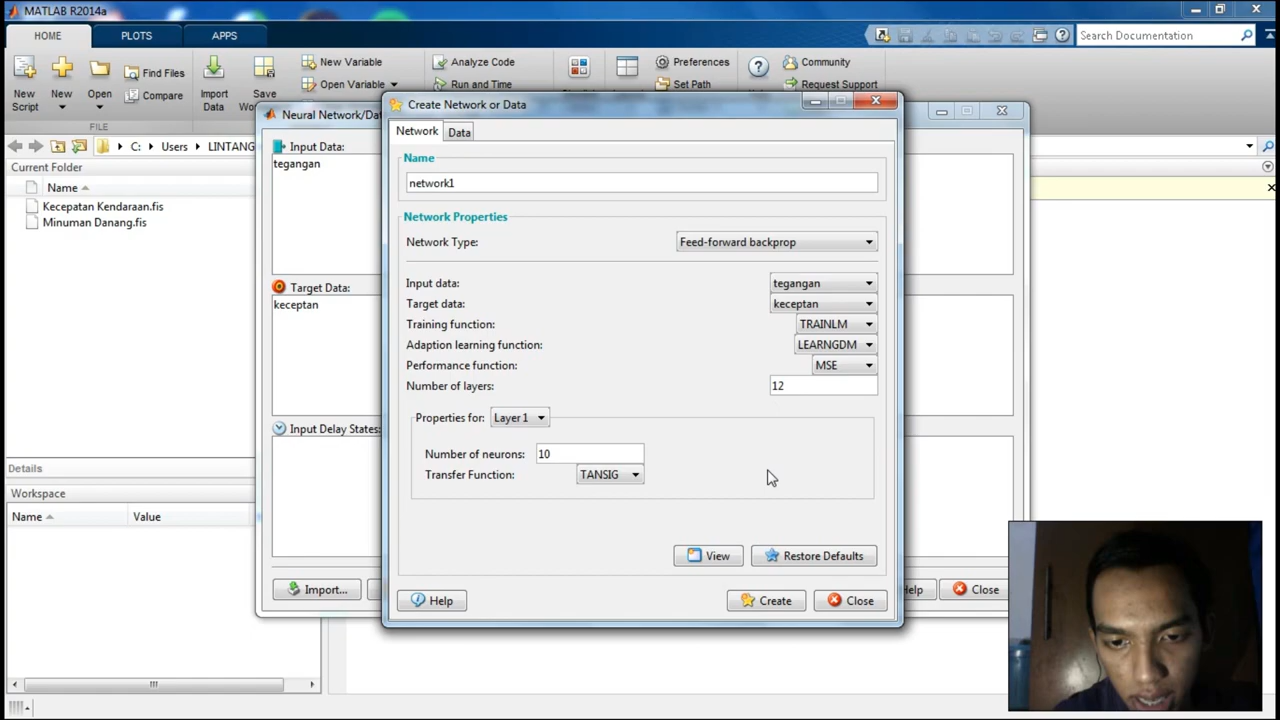 MATLAB R2014a
HOME PLOTS APPS
Search Documentation
New Script
New
Open
Find Files
Compare
Import Data
Save
New Variable
Open Variable
Analyze Code
Run and Time
Preferences
Set Path
Community
Request Support
FILE
C: Users LINTANG
Current Folder
Name
Kecepatan Kendaraan.fis
Minuman Danang.fis
Details
Workspace
Name Value
Neural Network/Dat
Input Data:
tegangan
Target Data:
keceptan
Input Delay States:
Import...
Close
Create Network or Data
Network Data
Name
network1
Network Properties
Network Type: Feed-forward backprop
Input data: tegangan
Target data: keceptan
Training function: TRAINLM
Adaption learning function: LEARNGDM
Performance function: MSE
Number of layers: 12
Properties for: Layer 1
Number of neurons: 10
Transfer Function: TANSIG
View Restore Defaults
Help Create Close